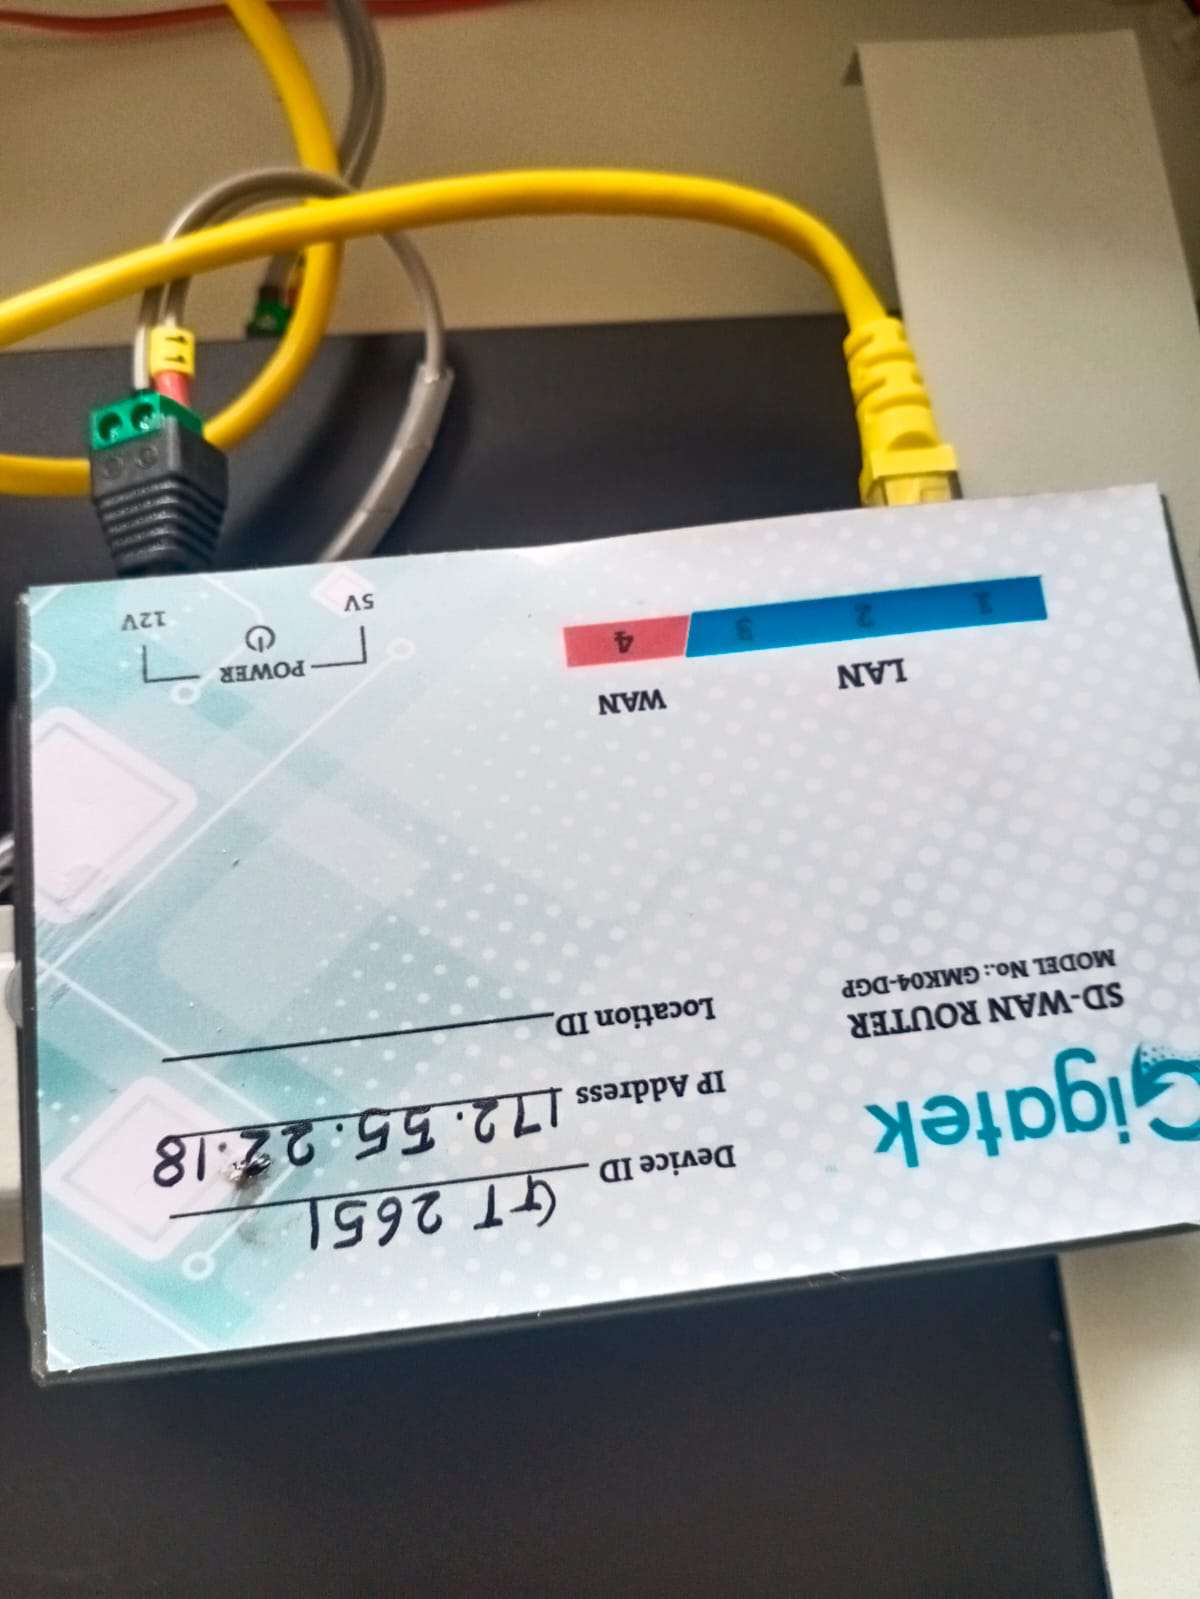 Gigatek
SD-WAN ROUTER
MODEL No.: GMK04-DGP
Device ID GT 2651
IP Address 172.55.22.18
Location ID
LAN
WAN
1 2 3 4
POWER
5V 12V
11